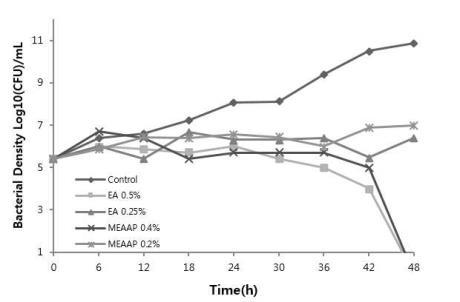 Bacterial Density Log10(CFU)/mL
11
9
7
5
3
1
Control
EA 0.5%
EA 0.25%
MEAAP 0.4%
MEAAP 0.2%
0 6 12 18 24 30 36 42 48
Time(h)